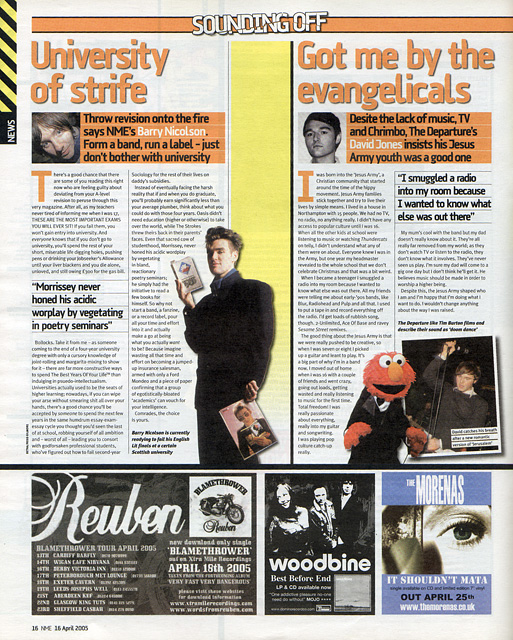 SOUNDING OFF
NEWS
University
of strife
Throw revision onto the fire
says NME's Barry Nicolson.
Form a band, run a label – just
don't bother with university
There's a good chance that there
are some of you reading this right
now who are feeling guilty about
deviating from your A-level
revision to peruse through this
very magazine. After all, as my teachers
never tired of informing me when I was 17,
THESE ARE THE MOST IMPORTANT EXAMS
YOU WILL EVER SIT! If you fail them, you
won't gain entry into university. And
everyone knows that if you don't go to
university, you'll spend the rest of your
short, miserable life digging holes, pushing
pens or drinking your jobseeker's Allowance
until your liver blackens and you die alone,
unloved, and still owing £300 for the gas bill.
"Morrissey never
honed his acidic
worplay by vegetating
in poetry seminars"
Bollocks. Take it from me – as someone
coming to the end of a four-year university
degree with only a cursory knowledge of
joint-rolling and margarita mixing to show
for it – there are far more constructive ways
to spend The Best Years Of Your Life™ than
indulging in pseudo-intellectualism.
Universities actually used to be the seats of
higher learning; nowadays, if you can wipe
your arse without smearing shit all over your
hands, there's a good chance you'll be
accepted by someone to spend the next few
years in the same humdrum essay-exam-
essay cycle you thought you'd seen the last
of at school, robbing yourself of all ambition
and – worst of all – leading you to consort
with godforsaken professional students,
who've figured out how to fail second-year
Sociology for the rest of their lives on
daddy's subsidies.
Instead of eventually facing the harsh
reality that if and when you do graduate,
you'll probably earn significantly less than
your average plumber, think about what you
could do with those four years. Oasis didn't
need education (higher or otherwise) to take
over the world, while The Strokes
threw theirs back in their parents'
faces. Even that sacred cow of
studenthood, Morrissey, never
honed his acidic wordplay
by vegetating
in bland,
reactionary
poetry seminars;
he simply had the
initiative to read a
few books for
himself. So why not
start a band, a fanzine,
or a record label, pour
all your time and effort
into it and actually
make a go of being
what you actually want
to be? Because imagine
wasting all that time and
effort on becoming a jumped-
up insurance salesman,
armed with only a Ford
Mondeo and a piece of paper
confirming that a group
of egotistically bloated
'academics' can vouch for
your intelligence.
Comrades, the choice
is yours.
Barry Nicolson is currently
revising to fail his English
Lit finals at a certain
Scottish university
Got me by the
evangelicals
Desite the lack of music, TV
and Chrimbo, The Departure's
David Jones insists his Jesus
Army youth was a good one
I was born into the 'Jesus Army', a
Christian community that started
around the time of the hippy
movement. Jesus Army families
stick together and try to live their
lives by simple means. I lived in a house in
Northampton with 25 people. We had no TV,
no radio, no anything really. I didn't have any
access to popular culture until I was 16.
When all the other kids at school were
listening to music or watching Thundercats
on telly, I didn't understand what any of
them were on about. Everyone knew I was in
the Army, but one year my headmaster
revealed to the whole school that we don't
celebrate Christmas and that was a bit weird.
When I became a teenager I smuggled a
radio into my room because I wanted to
know what else was out there. All my friends
were telling me about early '90s bands, like
Blur, Radiohead and Pulp and all that. I used
to put a tape in and record everything off
the radio. I'd get loads of rubbish song,
though. 2-Unlimited, Ace Of Base and ravey
Sesame Street remixes.
The good thing about the Jesus Army is that
we were really pushed to be creative, so
when I was seven or eight I picked
up a guitar and learnt to play. It's
a big part of why I'm in a band
now. I moved out of home
when I was 16 with a couple
of friends and went crazy,
going out loads, getting
wasted and really listening
to music for the first time.
Total freedom! I was
really passionate
about everything,
really into my guitar
and songwriting.
I was playing pop
culture catch-up
really.
"I smuggled a radio
into my room because
I wanted to know what
else was out there"
My mum's cool with the band but my dad
doesn't really know about it. They're all
really far removed from my world, as they
don't watch TV or listen to the radio, they
don't know what it involves. They've never
seen us play. I'm sure my dad will come to a
gig one day but I don't think he'll get it. He
believes music should be made in order to
worship a higher being.
Despite this, the Jesus Army shaped who
I am and I'm happy that I'm doing what I
want to do. I wouldn't change anything
about the way I was raised.
The Departure like Tim Burton films and
describe their sound as 'doom dance'
David catches his breath
after a new romantic
version of 'Jerusalem'
Reuben
BLAMETHROWER
Reuben
BLAMETHROWER TOUR APRIL 2005
13TH CARDIFF BARFLY
14TH WIGAN CAFE NIRVANA
16TH DERBY VICTORIA INN
17TH PETERBOROUGH MET LOUNGE
18TH EXETER CAVERN
19TH LEEDS JOSEPHS WELL
21ST ABERDEEN KEF
22ND GLASGOW KING TUTS
23RD SHEFFIELD CASBAH
new download only single
'BLAMETHROWER'
out on Xtra Mile Recordings
APRIL 18th 2005
TAKEN FROM THE FORTHCOMING ALBUM
VERY FAST VERY DANGEROUS
please visit these websites
for download information
www.xtramilerecordings.com
www.wordsfromreuben.com
woodbine
Best Before End
LP & CD available now
"One addictive pleasure no-one
need do without" MOJO ****
www.dominorecordco.com
THE
MORENAS
IT SHOULDN'T MATA
single available on CD and limited edition 7" vinyl
OUT APRIL 25th
www.themorenas.co.uk
16 NME 16 April 2005